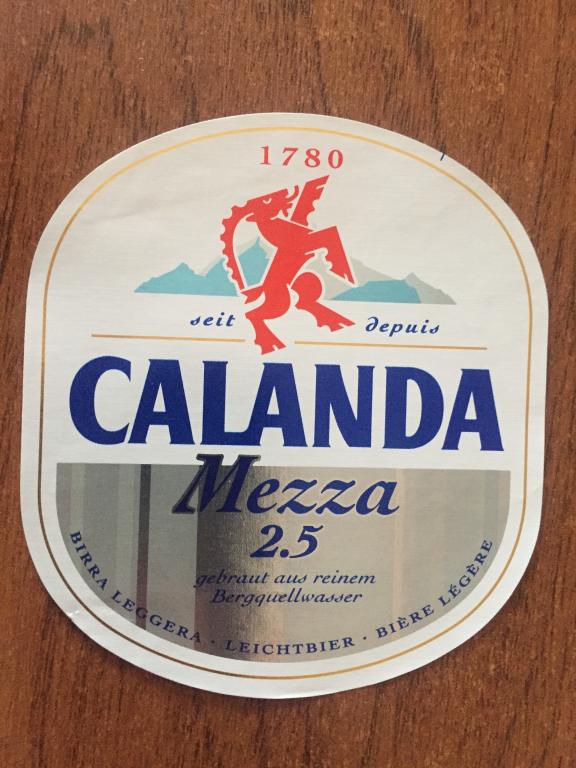 1780
seit depuis
CALANDA
Mezza
2.5
gebraut aus reinem
Bergquellwasser
BIRRA LEGGERA · LEICHTBIER · BIÈRE LÉGÈRE